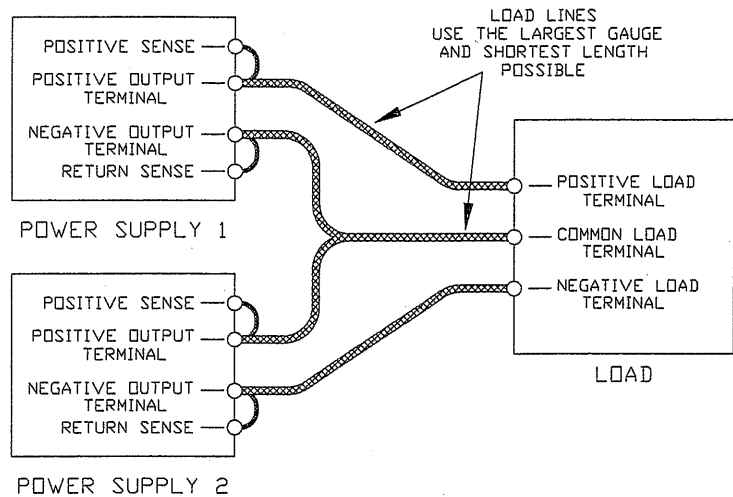 LOAD LINES
USE THE LARGEST GAUGE
AND SHORTEST LENGTH
POSSIBLE
POSITIVE SENSE
POSITIVE OUTPUT
TERMINAL
NEGATIVE OUTPUT
TERMINAL
RETURN SENSE
POWER SUPPLY 1
POSITIVE LOAD
TERMINAL
COMMON LOAD
TERMINAL
NEGATIVE LOAD
TERMINAL
LOAD
POSITIVE SENSE
POSITIVE OUTPUT
TERMINAL
NEGATIVE OUTPUT
TERMINAL
RETURN SENSE
POWER SUPPLY 2